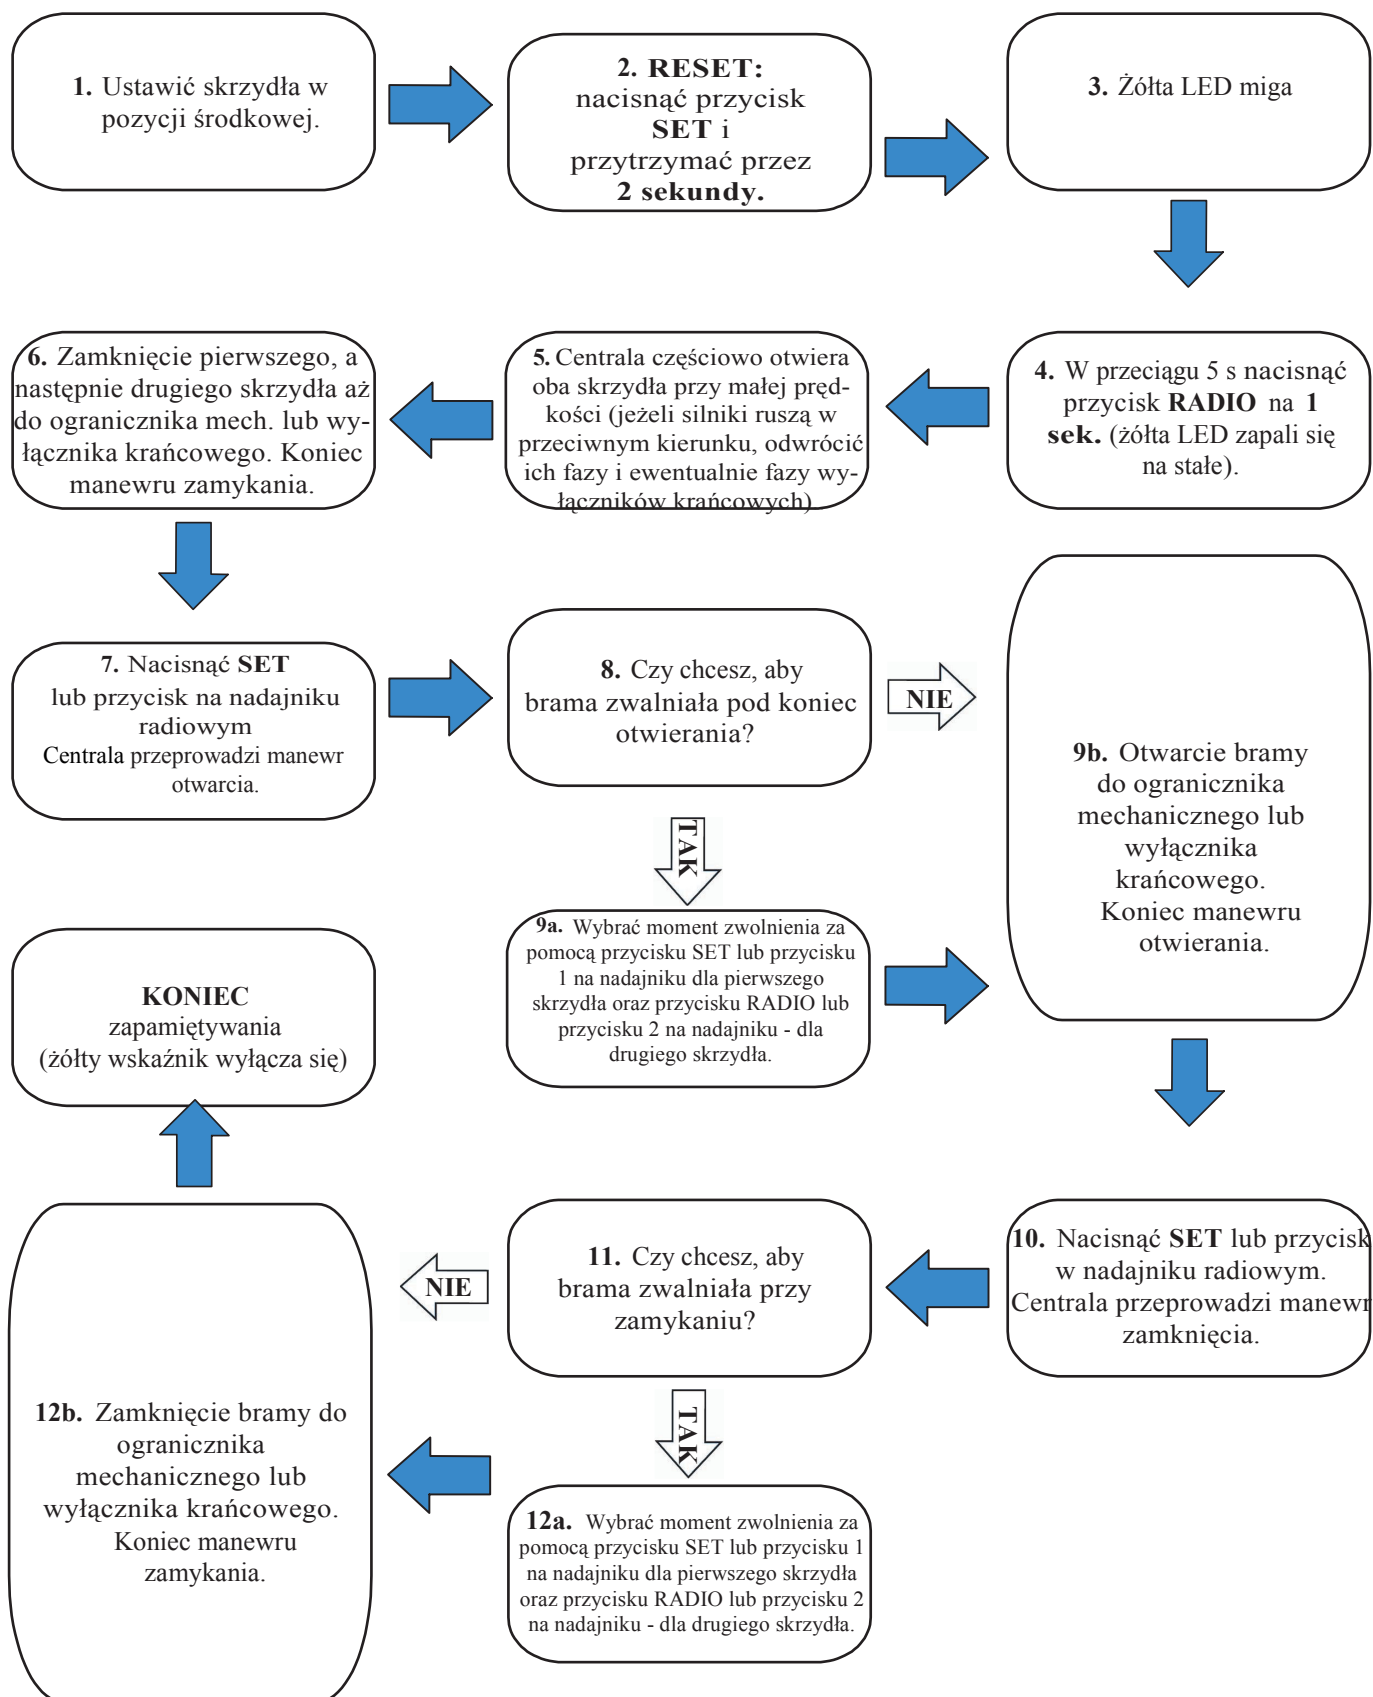 1. Ustawić skrzydła w
pozycji środkowej.
2. RESET:
nacisnąć przycisk
SET i
przytrzymać przez
2 sekundy.
3. Żółta LED miga
4. W przeciągu 5 s nacisnąć
przycisk RADIO na 1
sek. (żółta LED zapali się
na stałe).
5. Centrala częściowo otwiera
oba skrzydła przy małej pręd-
kości (jeżeli silniki ruszą w
przeciwnym kierunku, odwrócić
ich fazy i ewentualnie fazy wy-
łączników krańcowych)
6. Zamknięcie pierwszego, a
następnie drugiego skrzydła aż
do ogranicznika mech. lub wy-
łącznika krańcowego. Koniec
manewru zamykania.
7. Nacisnąć SET
lub przycisk na nadajniku
radiowym
Centrala przeprowadzi manewr
otwarcia.
8. Czy chcesz, aby
brama zwalniała pod koniec
otwierania?
NIE
TAK
9a. Wybrać moment zwolnienia za
pomocą przycisku SET lub przycisku
1 na nadajniku dla pierwszego
skrzydła oraz przycisku RADIO lub
przycisku 2 na nadajniku - dla
drugiego skrzydła.
9b. Otwarcie bramy
do ogranicznika
mechanicznego lub
wyłącznika
krańcowego.
Koniec manewru
otwierania.
10. Nacisnąć SET lub przycisk
w nadajniku radiowym.
Centrala przeprowadzi manewr
zamknięcia.
11. Czy chcesz, aby
brama zwalniała przy
zamykaniu?
NIE
TAK
12a. Wybrać moment zwolnienia za
pomocą przycisku SET lub przycisku 1
na nadajniku dla pierwszego skrzydła
oraz przycisku RADIO lub przycisku 2
na nadajniku - dla drugiego skrzydła.
12b. Zamknięcie bramy do
ogranicznika
mechanicznego lub
wyłącznika krańcowego.
Koniec manewru
zamykania.
KONIEC
zapamiętywania
(żółty wskaźnik wyłącza się)